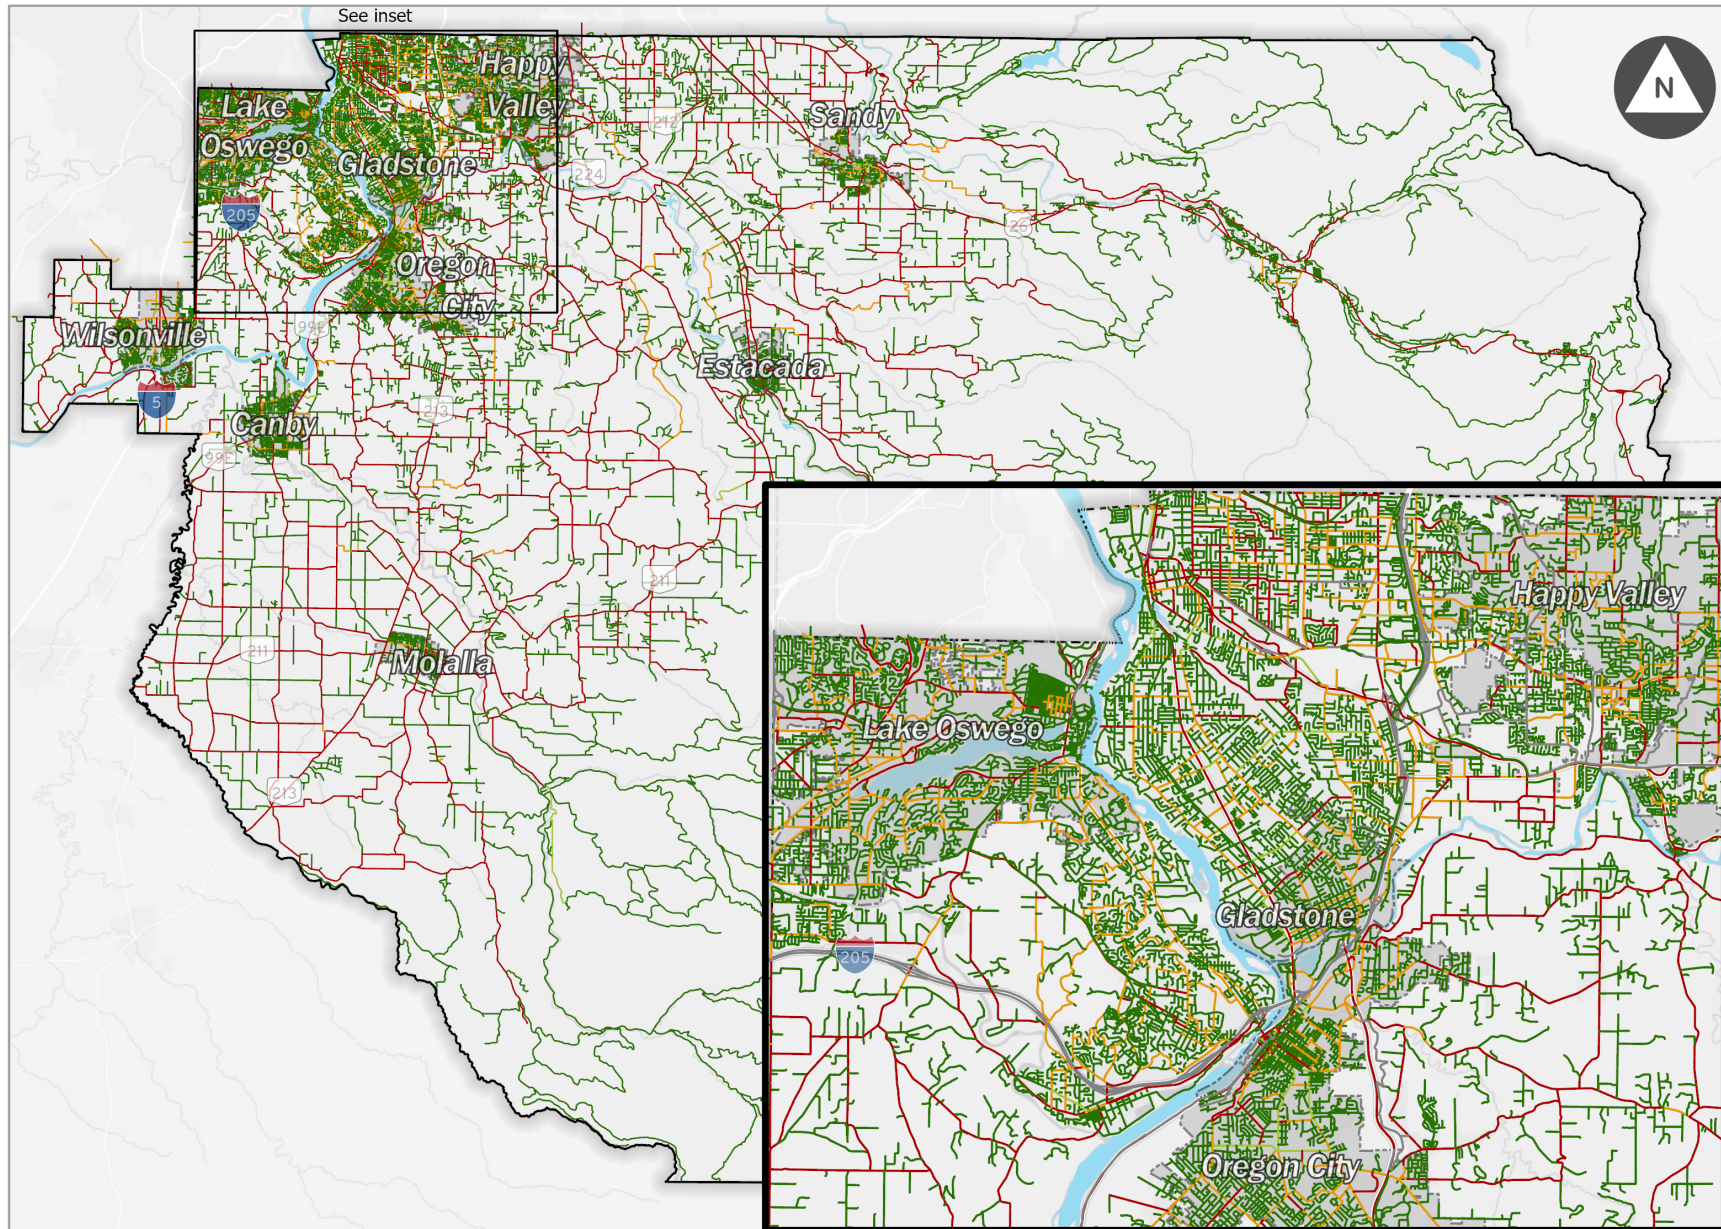 See inset
N
Happy
Valley
Lake
Oswego
Gladstone
Sandy
212
224
205
26
Oregon
City
99E
Wilsonville
Estacada
5
213
Canby
99E
211
211
Molalla
213
Happy Valley
Lake Oswego
Gladstone
205
Oregon City